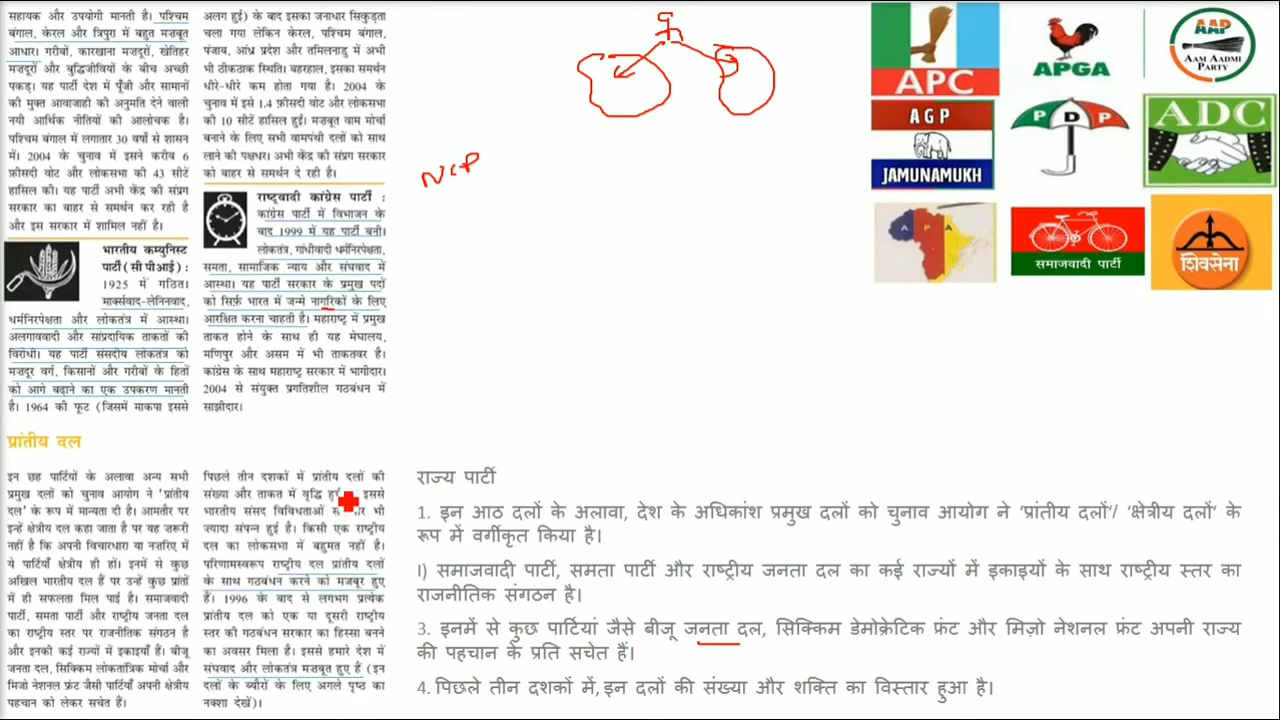 सहायक और उपयोगी मानती है। पश्चिम
बंगाल, केरल और त्रिपुरा में बहुत मजबूत
आधार। गरीबों, कारखाना मजदूरों, खेतिहर
मजदूरों और बुद्धिजीवियों के बीच अच्छी
पकड़। यह पार्टी देश में पूँजी और सामानों
की मुक्त आवाजाही की अनुमति देने वाली
नयी आर्थिक नीतियों की आलोचक है।
पश्चिम बंगाल में लगातार 30 वर्षों से शासन
में। 2004 के चुनाव में इसने करीब 6
फ़ीसदी वोट और लोकसभा की 43 सीटें
हासिल कीं। यह पार्टी अभी केंद्र की संप्रग
सरकार का बाहर से समर्थन कर रही है
और इस सरकार में शामिल नहीं है।
भारतीय कम्युनिस्ट
पार्टी (सी पीआई) :
1925 में गठित।
मार्क्सवाद-लेनिनवाद,
धर्मनिरपेक्षता और लोकतंत्र में आस्था।
अलगाववादी और सांप्रदायिक ताकतों की
विरोधी। यह पार्टी संसदीय लोकतंत्र को
मजदूर वर्ग, किसानों और गरीबों के हितों
को आगे बढ़ाने का एक उपकरण मानती
है। 1964 की फूट (जिसमें माकपा इससे
अलग हुई) के बाद इसका जनाधार सिकुड़ता
चला गया लेकिन केरल, पश्चिम बंगाल,
पंजाब, आंध्र प्रदेश और तमिलनाडु में अभी
भी ठीकठाक स्थिति। बहरहाल, इसका समर्थन
धीरे-धीरे कम होता गया है। 2004 के
चुनाव में इसे 1.4 फ़ीसदी वोट और लोकसभा
की 10 सीटें हासिल हुईं। मजबूत वाम मोर्चा
बनाने के लिए सभी वामपंथी दलों को साथ
लाने की पक्षधर। अभी केंद्र की संप्रग सरकार
को बाहर से समर्थन दे रही है।
राष्ट्रवादी कांग्रेस पार्टी :
कांग्रेस पार्टी में विभाजन के
बाद 1999 में यह पार्टी बनी।
लोकतंत्र, गांधीवादी धर्मनिरपेक्षता,
समता, सामाजिक न्याय और संघवाद में
आस्था। यह पार्टी सरकार के प्रमुख पदों
को सिर्फ़ भारत में जन्मे नागरिकों के लिए
आरक्षित करना चाहती है। महाराष्ट्र में प्रमुख
ताकत होने के साथ ही यह मेघालय,
मणिपुर और असम में भी ताकतवर है।
कांग्रेस के साथ महाराष्ट्र सरकार में भागीदार।
2004 से संयुक्त प्रगतिशील गठबंधन में
साझीदार।
NCP
APC
APGA
AAP
AAM AADMI
PARTY
AGP
JAMUNAMUKH
P D P
ADC
A P A
समाजवादी पार्टी
शिवसेना
प्रांतीय दल
इन छह पार्टियों के अलावा अन्य सभी
प्रमुख दलों को चुनाव आयोग ने 'प्रांतीय
दल' के रूप में मान्यता दी है। आमतौर पर
इन्हें क्षेत्रीय दल कहा जाता है पर यह जरूरी
नहीं है कि अपनी विचारधारा या नज़रिए में
ये पार्टियाँ क्षेत्रीय ही हों। इनमें से कुछ
अखिल भारतीय दल हैं पर उन्हें कुछ प्रांतों
में ही सफलता मिल पाई है। समाजवादी
पार्टी, समता पार्टी और राष्ट्रीय जनता दल
का राष्ट्रीय स्तर पर राजनीतिक संगठन है
और इनकी कई राज्यों में इकाइयाँ हैं। बीजू
जनता दल, सिक्किम लोकतांत्रिक मोर्चा और
मिजो नेशनल फ्रंट जैसी पार्टियाँ अपनी क्षेत्रीय
पहचान को लेकर सचेत हैं।
पिछले तीन दशकों में प्रांतीय दलों की
संख्या और ताकत में वृद्धि इससे
भारतीय संसद विविधताओं भी
ज्यादा संपन्न हुई है। किसी एक राष्ट्रीय
दल का लोकसभा में बहुमत नहीं है।
परिणामस्वरूप राष्ट्रीय दल प्रांतीय दलों
के साथ गठबंधन करने को मजबूर हुए
हैं। 1996 के बाद से लगभग प्रत्येक
प्रांतीय दल को एक या दूसरी राष्ट्रीय
स्तर की गठबंधन सरकार का हिस्सा बनने
का अवसर मिला है। इससे हमारे देश में
संघवाद और लोकतंत्र मजबूत हुए हैं (इन
दलों के ब्यौरों के लिए अगले पृष्ठ का
नक्शा देखें)।
राज्य पार्टी
1. इन आठ दलों के अलावा, देश के अधिकांश प्रमुख दलों को चुनाव आयोग ने 'प्रांतीय दलों'/ 'क्षेत्रीय दलों' के
रूप में वर्गीकृत किया है।
I) समाजवादी पार्टी, समता पार्टी और राष्ट्रीय जनता दल का कई राज्यों में इकाइयों के साथ राष्ट्रीय स्तर का
राजनीतिक संगठन है।
3. इनमें से कुछ पार्टियां जैसे बीजू जनता दल, सिक्किम डेमोक्रेटिक फ्रंट और मिज़ो नेशनल फ्रंट अपनी राज्य
की पहचान के प्रति सचेत हैं।
4. पिछले तीन दशकों में, इन दलों की संख्या और शक्ति का विस्तार हुआ है।